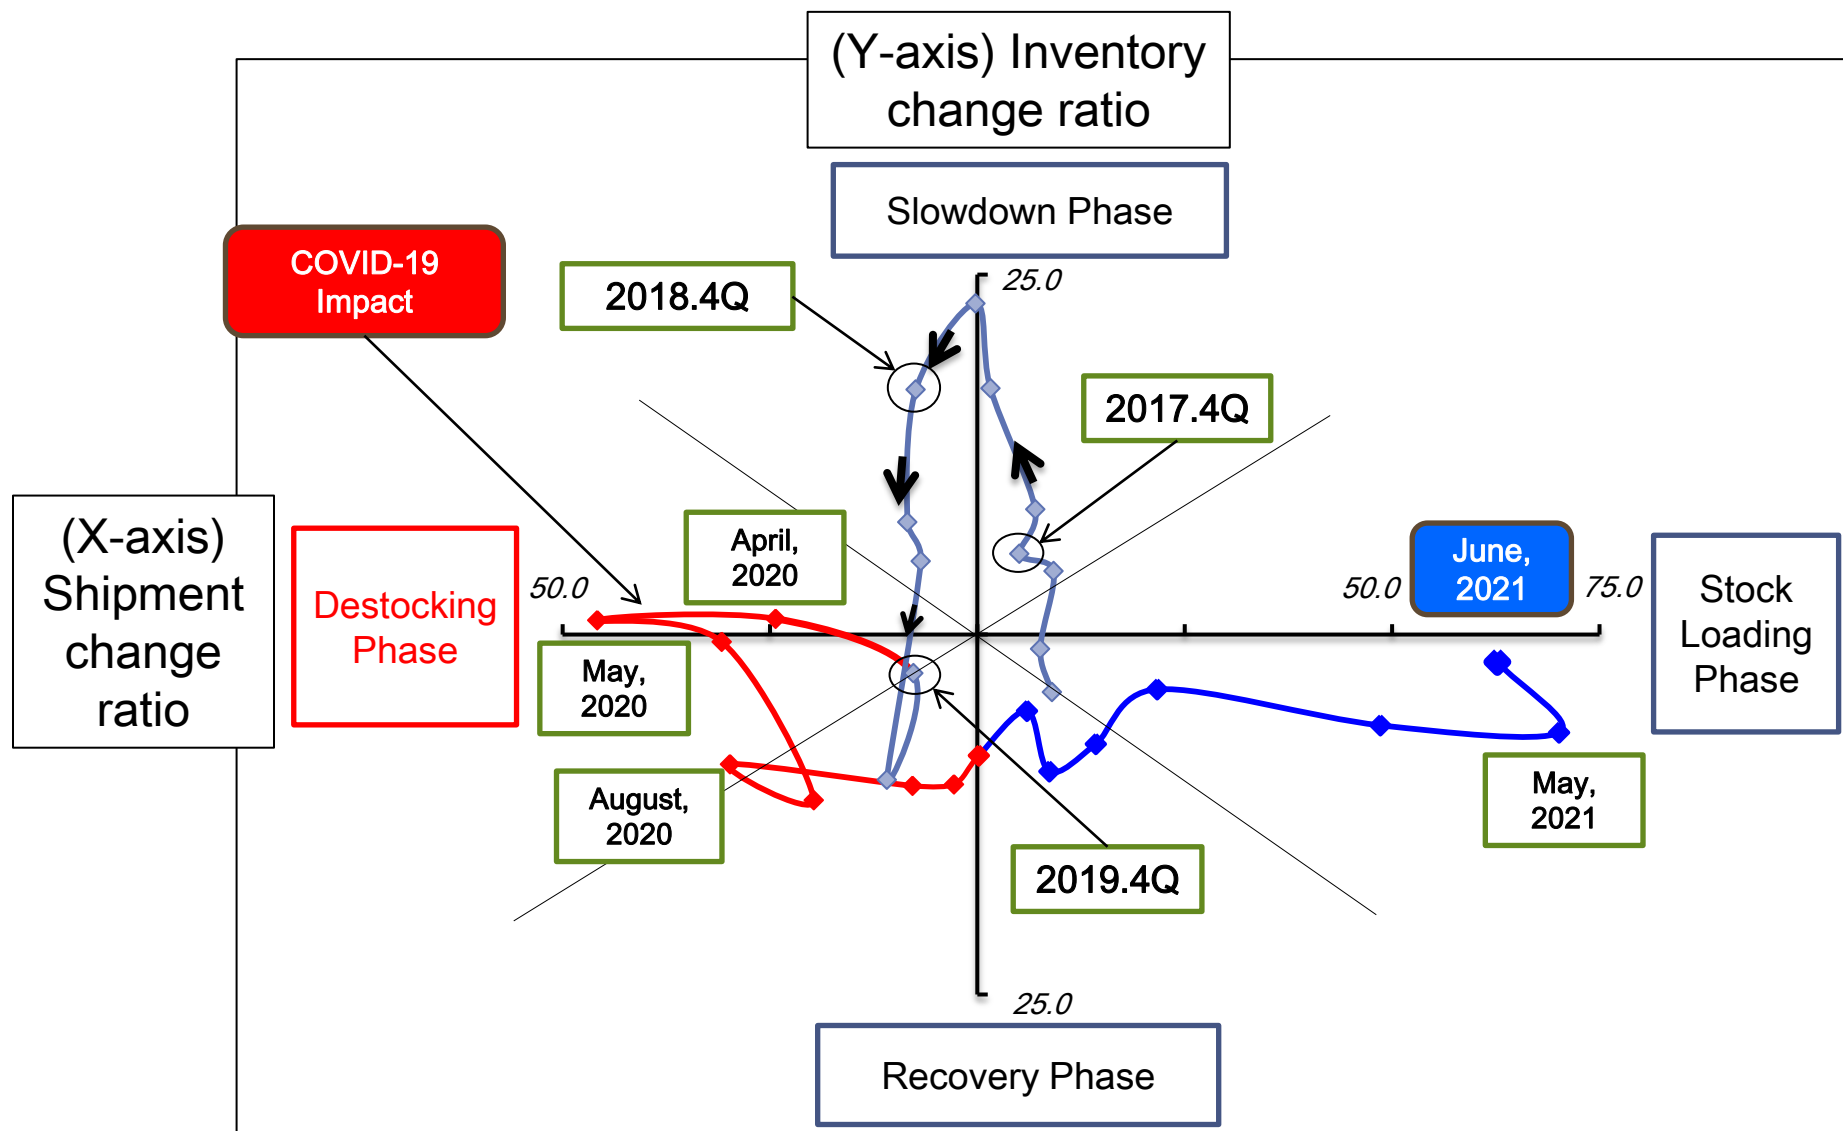 (Y-axis) Inventory
change ratio
Slowdown Phase
COVID-19
Impact
2018.4Q
25.0
2017.4Q
(X-axis)
Shipment
change
ratio
Destocking
Phase
April,
2020
50.0
50.0
June,
2021
75.0
Stock
Loading
Phase
May,
2020
August,
2020
May,
2021
2019.4Q
25.0
Recovery Phase